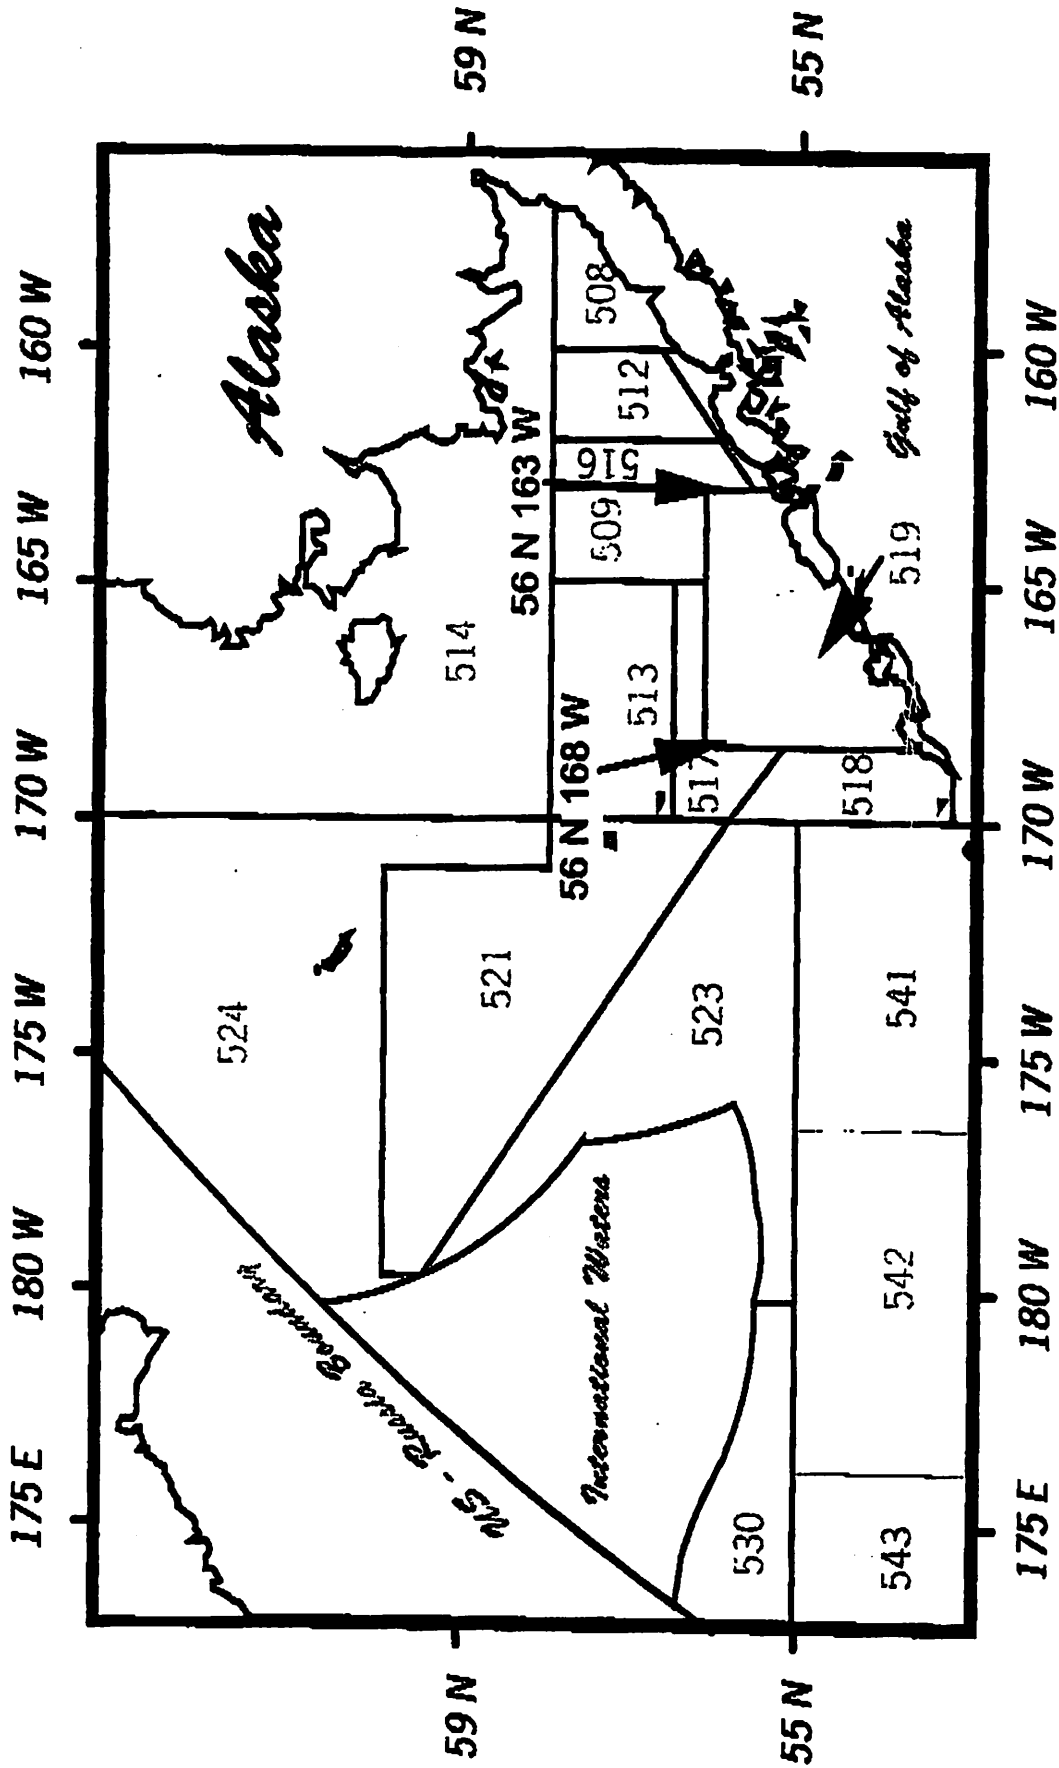 175 E
180 W
175 W
170 W
165 W
160 W
59 N
55 N
59 N
55 N
Alaska
US - Russia Boundary
524
514
521
56 N 168 W
56 N 163 W
513
509
516
512
508
International Waters
530
523
517
518
519
Gulf of Alaska
543
542
541
175 E
180 W
175 W
170 W
165 W
160 W